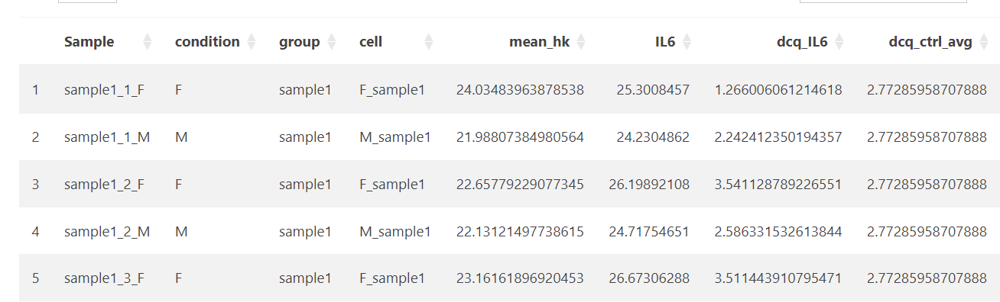 Sample condition group cell mean_hk IL6 dcq_IL6 dcq_ctrl_avg
1 sample1_1_F F sample1 F_sample1 24.03483963878538 25.3008457 1.266006061214618 2.77285958707888
2 sample1_1_M M sample1 M_sample1 21.98807384980564 24.2304862 2.242412350194357 2.77285958707888
3 sample1_2_F F sample1 F_sample1 22.65779229077345 26.19892108 3.541128789226551 2.77285958707888
4 sample1_2_M M sample1 M_sample1 22.13121497738615 24.71754651 2.586331532613844 2.77285958707888
5 sample1_3_F F sample1 F_sample1 23.16161896920453 26.67306288 3.511443910795471 2.77285958707888